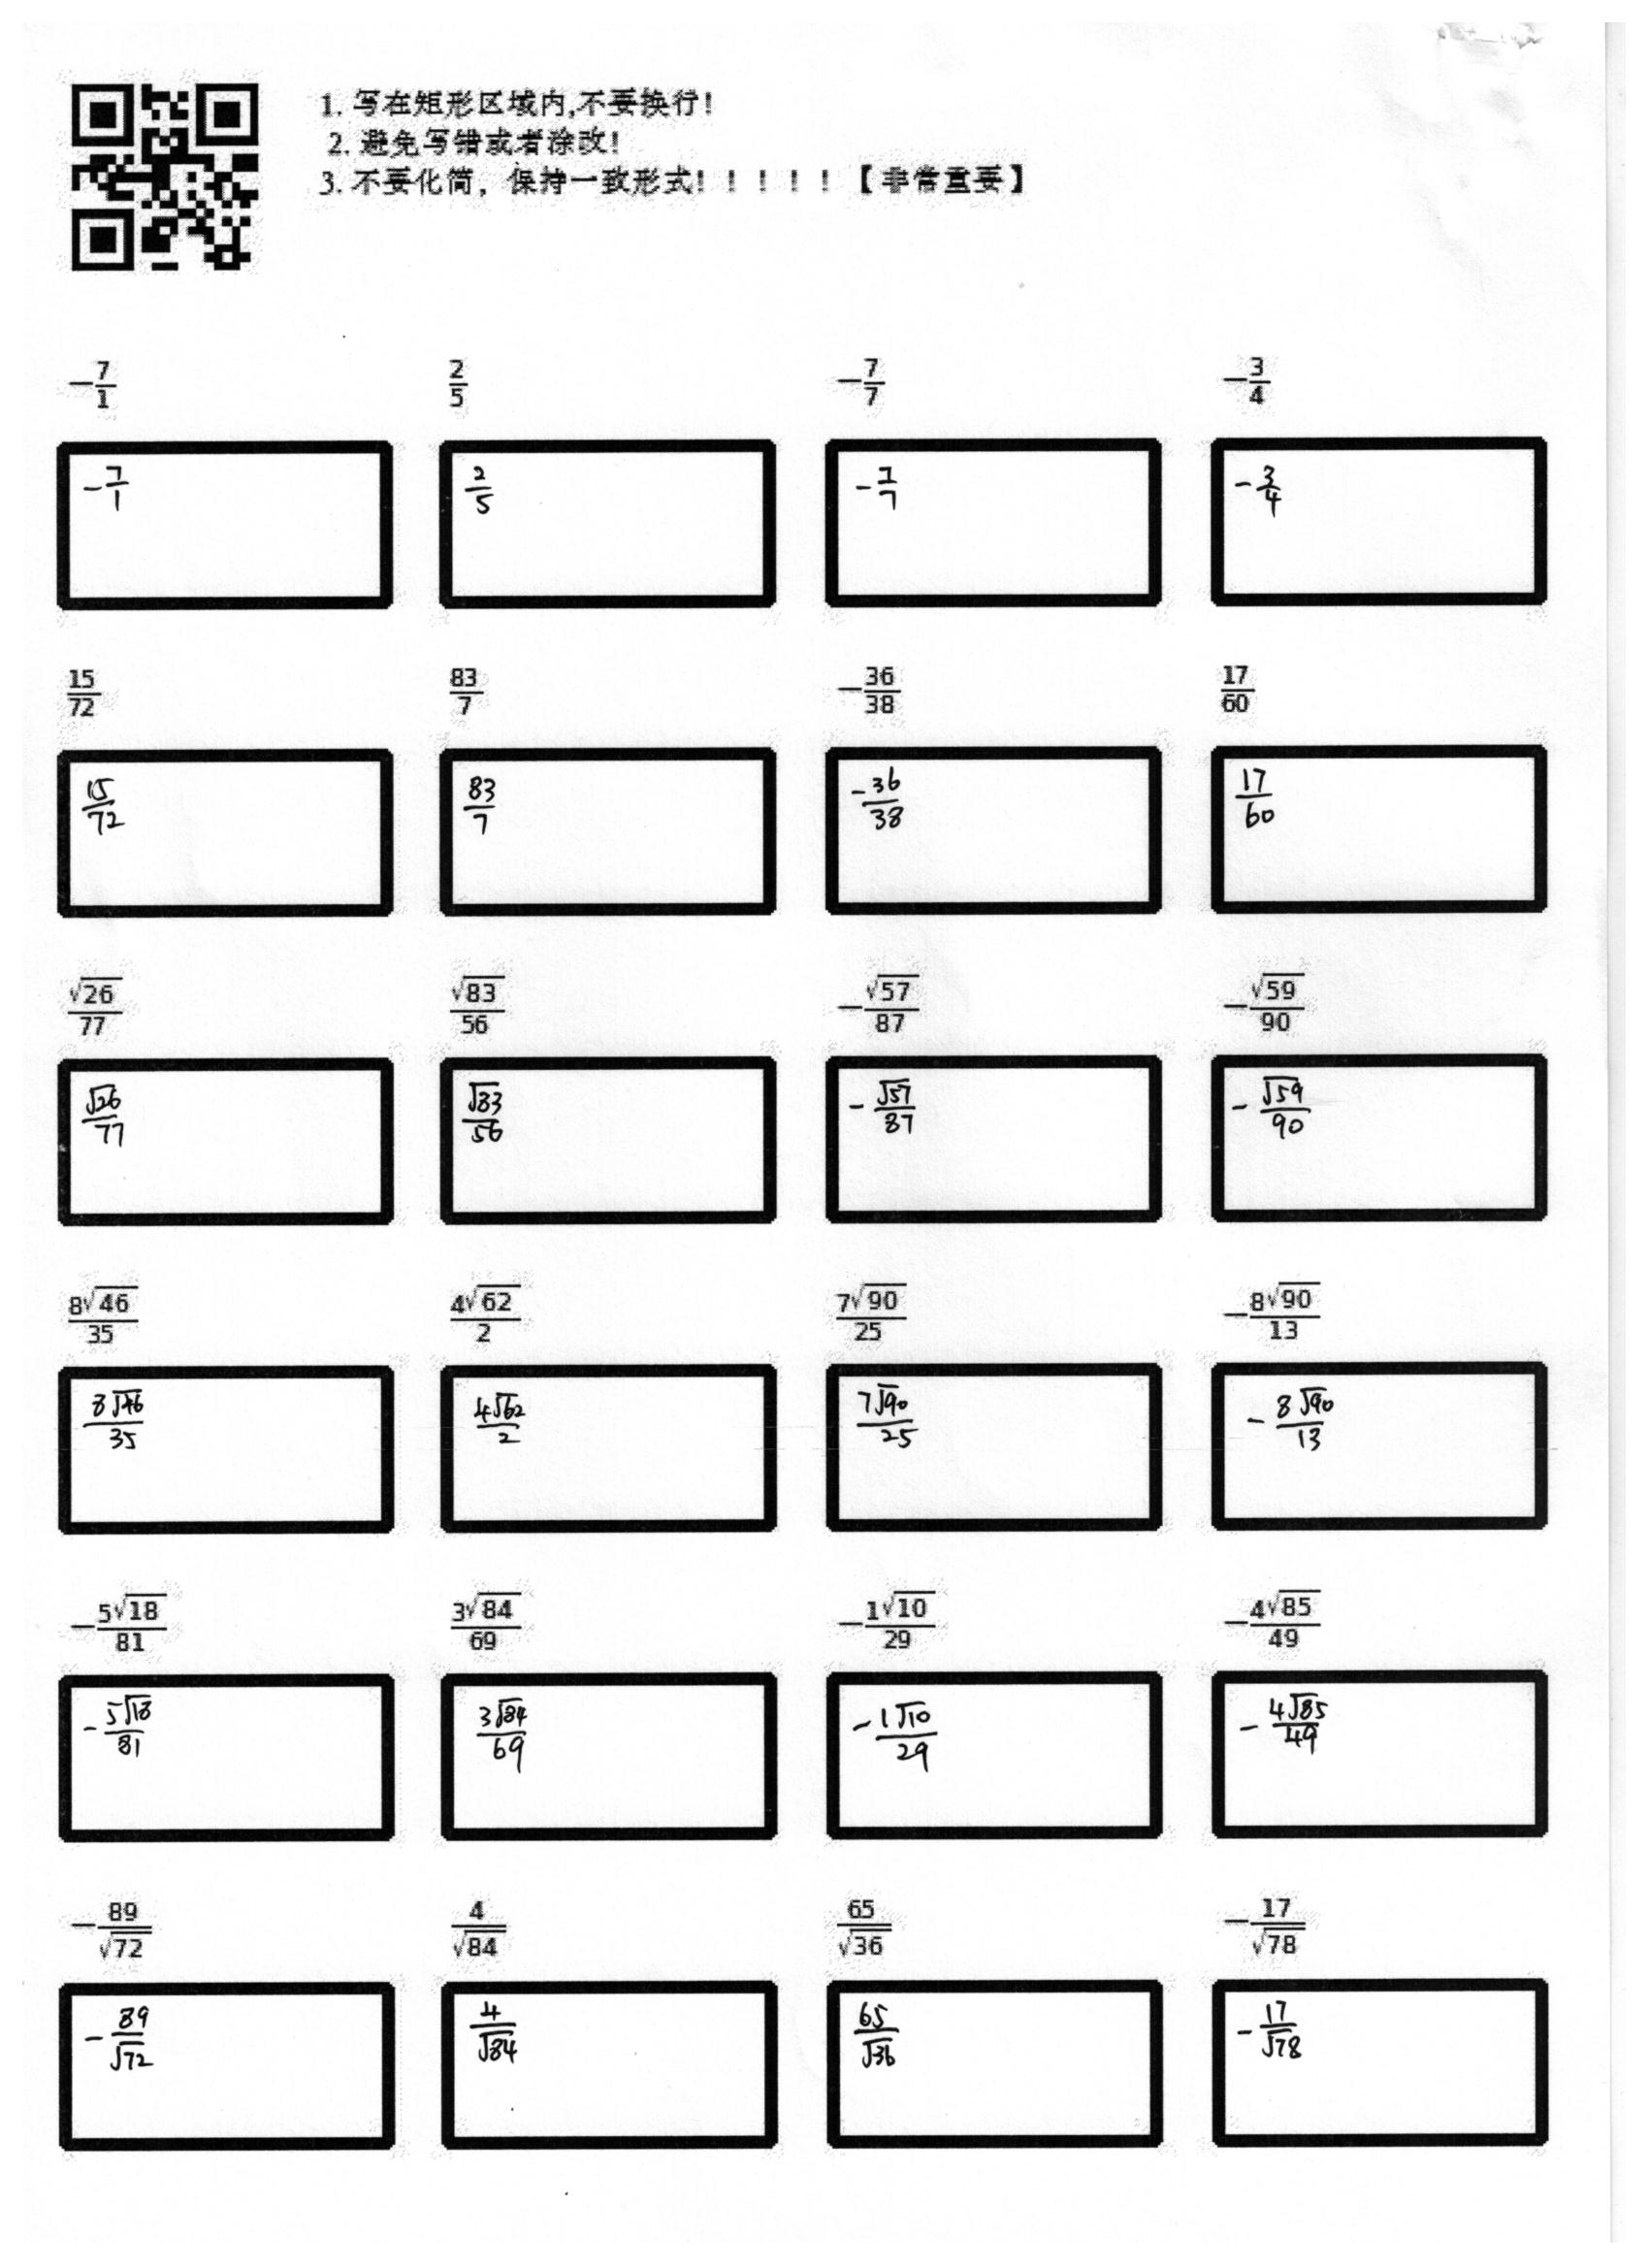 1. 写在矩形区域内,不要换行!
2. 避免写错或者涂改!
3. 不要化简，保持一致形式! ! ! ! ! 【非常重要】
-\frac{7}{1} \frac{2}{5} -\frac{7}{7} -\frac{3}{4}
-\frac{7}{1} \frac{2}{5} -\frac{7}{7} -\frac{3}{4}
\frac{15}{72} \frac{83}{7} -\frac{36}{38} \frac{17}{60}
\frac{15}{72} \frac{83}{7} -\frac{36}{38} \frac{17}{60}
\frac{\sqrt{26}}{77} \frac{\sqrt{83}}{56} -\frac{\sqrt{57}}{87} -\frac{\sqrt{59}}{90}
\frac{\sqrt{26}}{77} \frac{\sqrt{83}}{56} -\frac{\sqrt{57}}{87} -\frac{\sqrt{59}}{90}
\frac{8\sqrt{46}}{35} \frac{4\sqrt{62}}{2} \frac{7\sqrt{90}}{25} -\frac{8\sqrt{90}}{13}
\frac{8\sqrt{46}}{35} \frac{4\sqrt{62}}{2} \frac{7\sqrt{90}}{25} -\frac{8\sqrt{90}}{13}
-\frac{5\sqrt{18}}{81} \frac{3\sqrt{84}}{69} -\frac{1\sqrt{10}}{29} -\frac{4\sqrt{85}}{49}
-\frac{5\sqrt{18}}{81} \frac{3\sqrt{84}}{69} -\frac{1\sqrt{10}}{29} -\frac{4\sqrt{85}}{49}
-\frac{89}{\sqrt{72}} \frac{4}{\sqrt{84}} \frac{65}{\sqrt{36}} -\frac{17}{\sqrt{78}}
-\frac{89}{\sqrt{72}} \frac{4}{\sqrt{84}} \frac{65}{\sqrt{36}} -\frac{17}{\sqrt{78}}